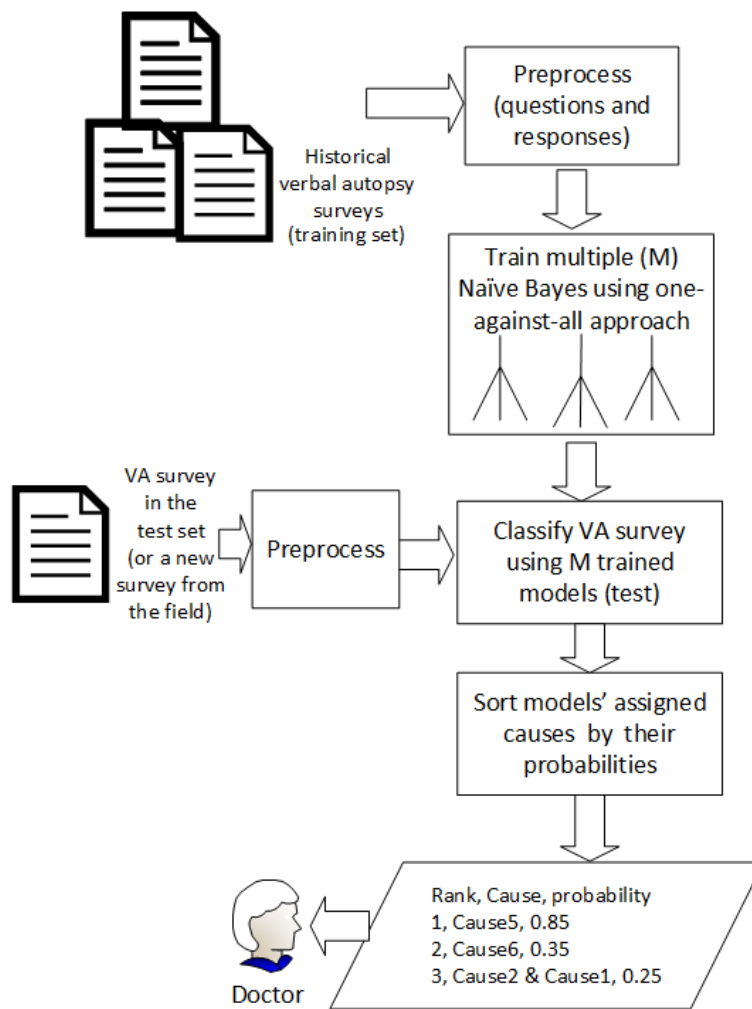 Historical
verbal autopsy
surveys
(training set)
Preprocess
(questions and
responses)
Train multiple (M)
Naïve Bayes using one-
against-all approach
VA survey
in the
test set
(or a new
survey from
the field)
Preprocess
Classify VA survey
using M trained
models (test)
Sort models’ assigned
causes by their
probabilities
Rank, Cause, probability
1, Cause5, 0.85
2, Cause6, 0.35
3, Cause2 & Cause1, 0.25
Doctor